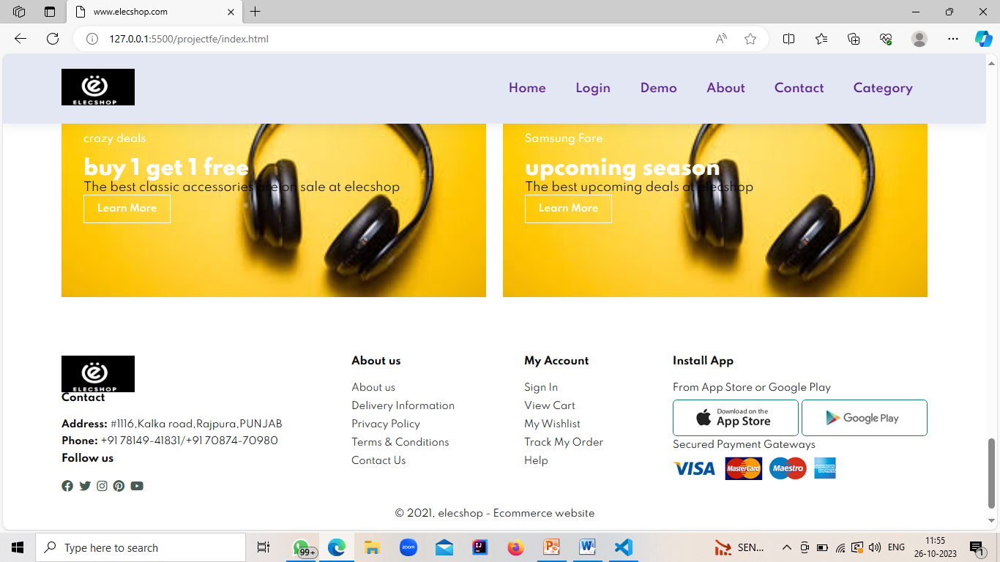 www.elecshop.com
127.0.0.1:5500/projectfe/index.html
ELECSHOP
Home Login Demo About Contact Category
crazy deals
buy 1 get 1 free
The best classic accessories are on sale at elecshop
Learn More
Samsung Fare
upcoming season
The best upcoming deals at elecshop
Learn More
ELECSHOP
Contact
Address: #1116,Kalka road,Rajpura,PUNJAB
Phone: +91 78149-41831/+91 70874-70980
Follow us
About us
About us
Delivery Information
Privacy Policy
Terms & Conditions
Contact Us
My Account
Sign In
View Cart
My Wishlist
Track My Order
Help
Install App
From App Store or Google Play
Download on the
App Store
Google Play
Secured Payment Gateways
VISA MasterCard Maestro AMERICAN EXPRESS
© 2021, elecshop - Ecommerce website
Type here to search
99+
zoom
SEN...
ENG
11:55
26-10-2023
1